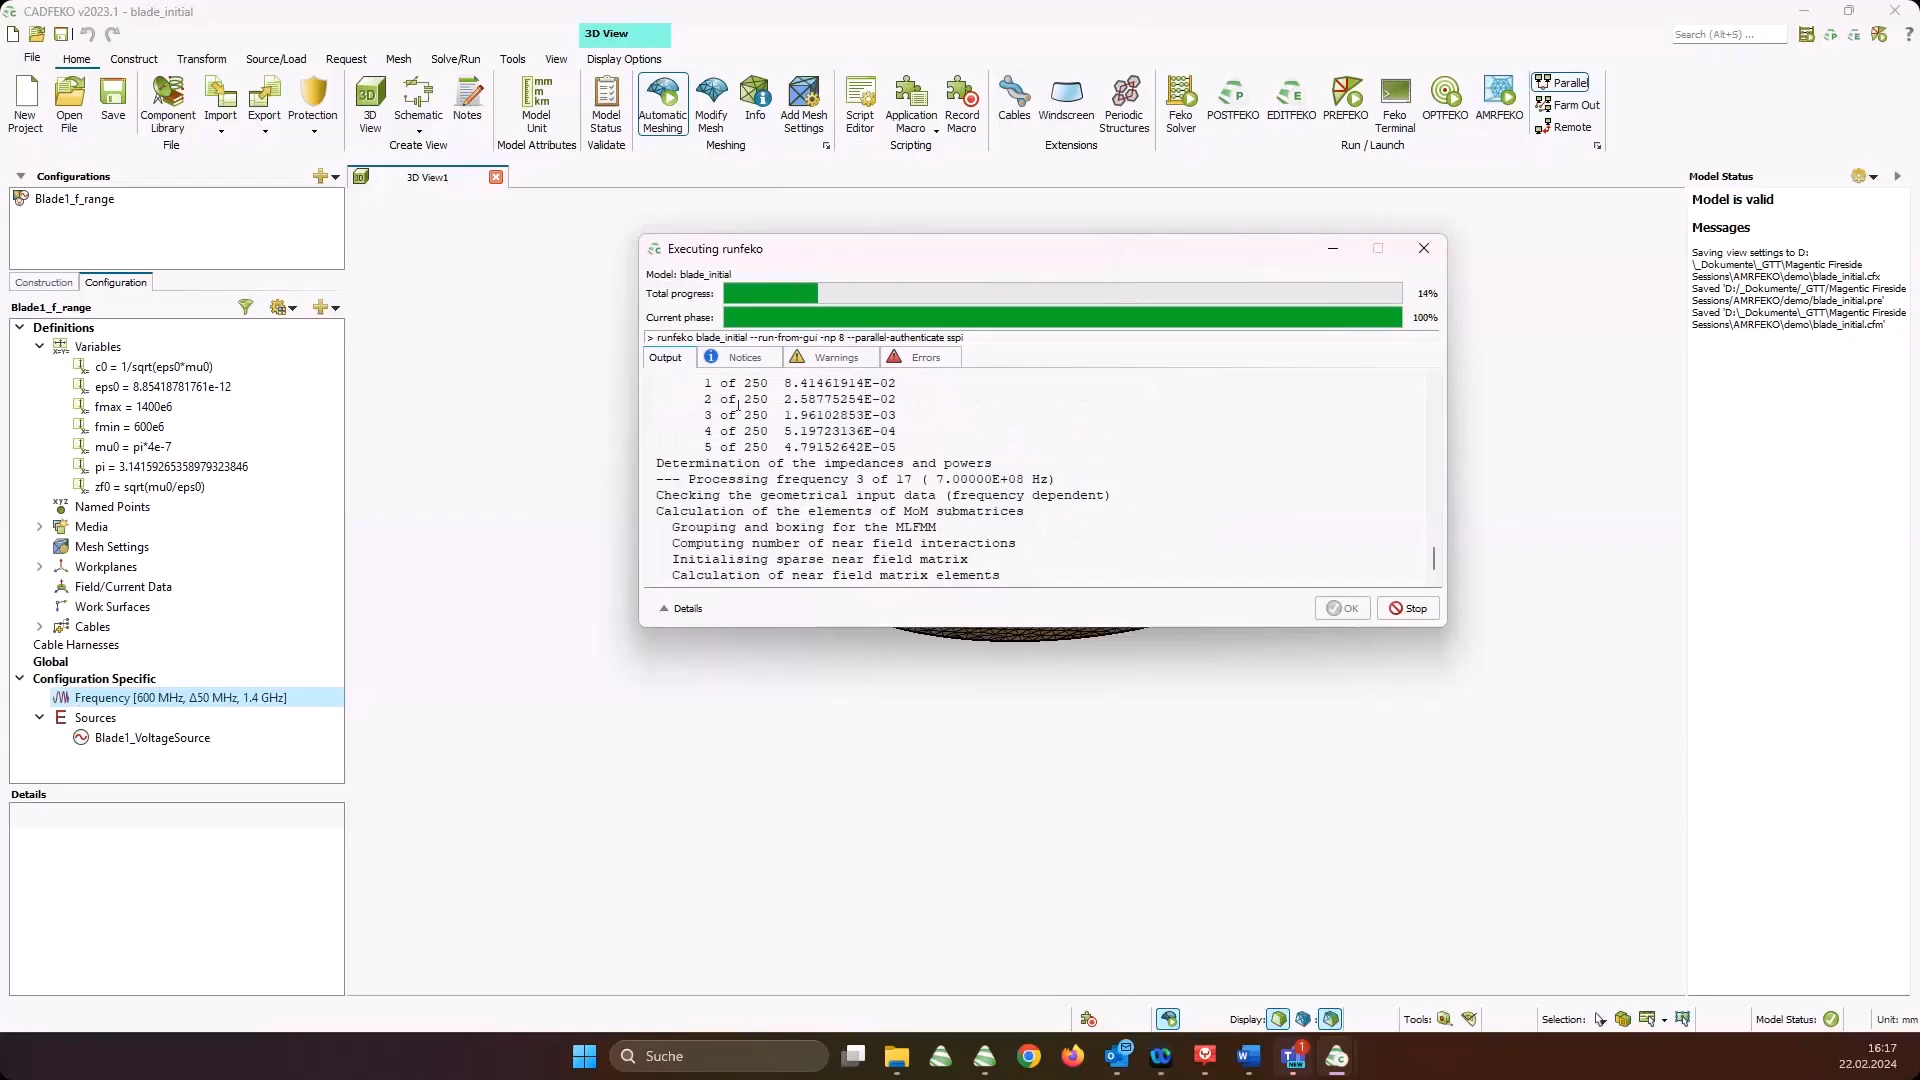 CADFEKO v2023.1 - blade_initial
3D View
Search (Alt+S) ...
File Home Construct Transform Source/Load Request Mesh Solve/Run Tools View Display Options
New Project
Open File
Save
Component Library
Import
Export
Protection
File
3D View
Schematic
Notes
Create View
Model Unit
Model Attributes
Model Status
Validate
Automatic Meshing
Modify Mesh
Info
Add Mesh Settings
Meshing
Script Editor
Application Macro
Record Macro
Scripting
Cables
Windscreen
Periodic Structures
Extensions
Feko Solver
POSTFEKO
EDITFEKO
PREFEKO
Feko Terminal
OPTFEKO
AMRFEKO
Parallel
Farm Out
Remote
Run / Launch
Configurations
Blade1_f_range
Construction Configuration
Blade1_f_range
Definitions
Variables
c0 = 1/sqrt(eps0*mu0)
eps0 = 8.85418781761e-12
fmax = 1400e6
fmin = 600e6
mu0 = pi*4e-7
pi = 3.14159265358979323846
zf0 = sqrt(mu0/eps0)
Named Points
Media
Mesh Settings
Workplanes
Field/Current Data
Work Surfaces
Cables
Cable Harnesses
Global
Configuration Specific
Frequency [600 MHz, Δ50 MHz, 1.4 GHz]
Sources
Blade1_VoltageSource
Details
3D View1
Executing runfeko
Model: blade_initial
Total progress: 14%
Current phase: 100%
> runfeko blade_initial --run-from-gui -np 8 --parallel-authenticate sspi
Output Notices Warnings Errors
1 of 250 8.41461914E-02
2 of 250 2.58775254E-02
3 of 250 1.96102853E-03
4 of 250 5.19723136E-04
5 of 250 4.79152642E-05
Determination of the impedances and powers
--- Processing frequency 3 of 17 ( 7.00000E+08 Hz)
Checking the geometrical input data (frequency dependent)
Calculation of the elements of MoM submatrices
Grouping and boxing for the MLFMM
Computing number of near field interactions
Initialising sparse near field matrix
Calculation of near field matrix elements
Details
OK
Stop
Model Status
Model is valid
Messages
Saving view settings to D:
\_Dokumente\_GTT\Magentic Fireside
Sessions\AMRFEKO\demo\blade_initial.cfx
Saved 'D:/_Dokumente/_GTT/Magentic Fireside
Sessions/AMRFEKO/demo/blade_initial.pre'
Saved 'D:\_Dokumente\_GTT\Magentic Fireside
Sessions\AMRFEKO\demo\blade_initial.cfm'
Display:
Tools:
Selection:
Model Status:
Unit: mm
Suche
1
NEW
16:17
22.02.2024